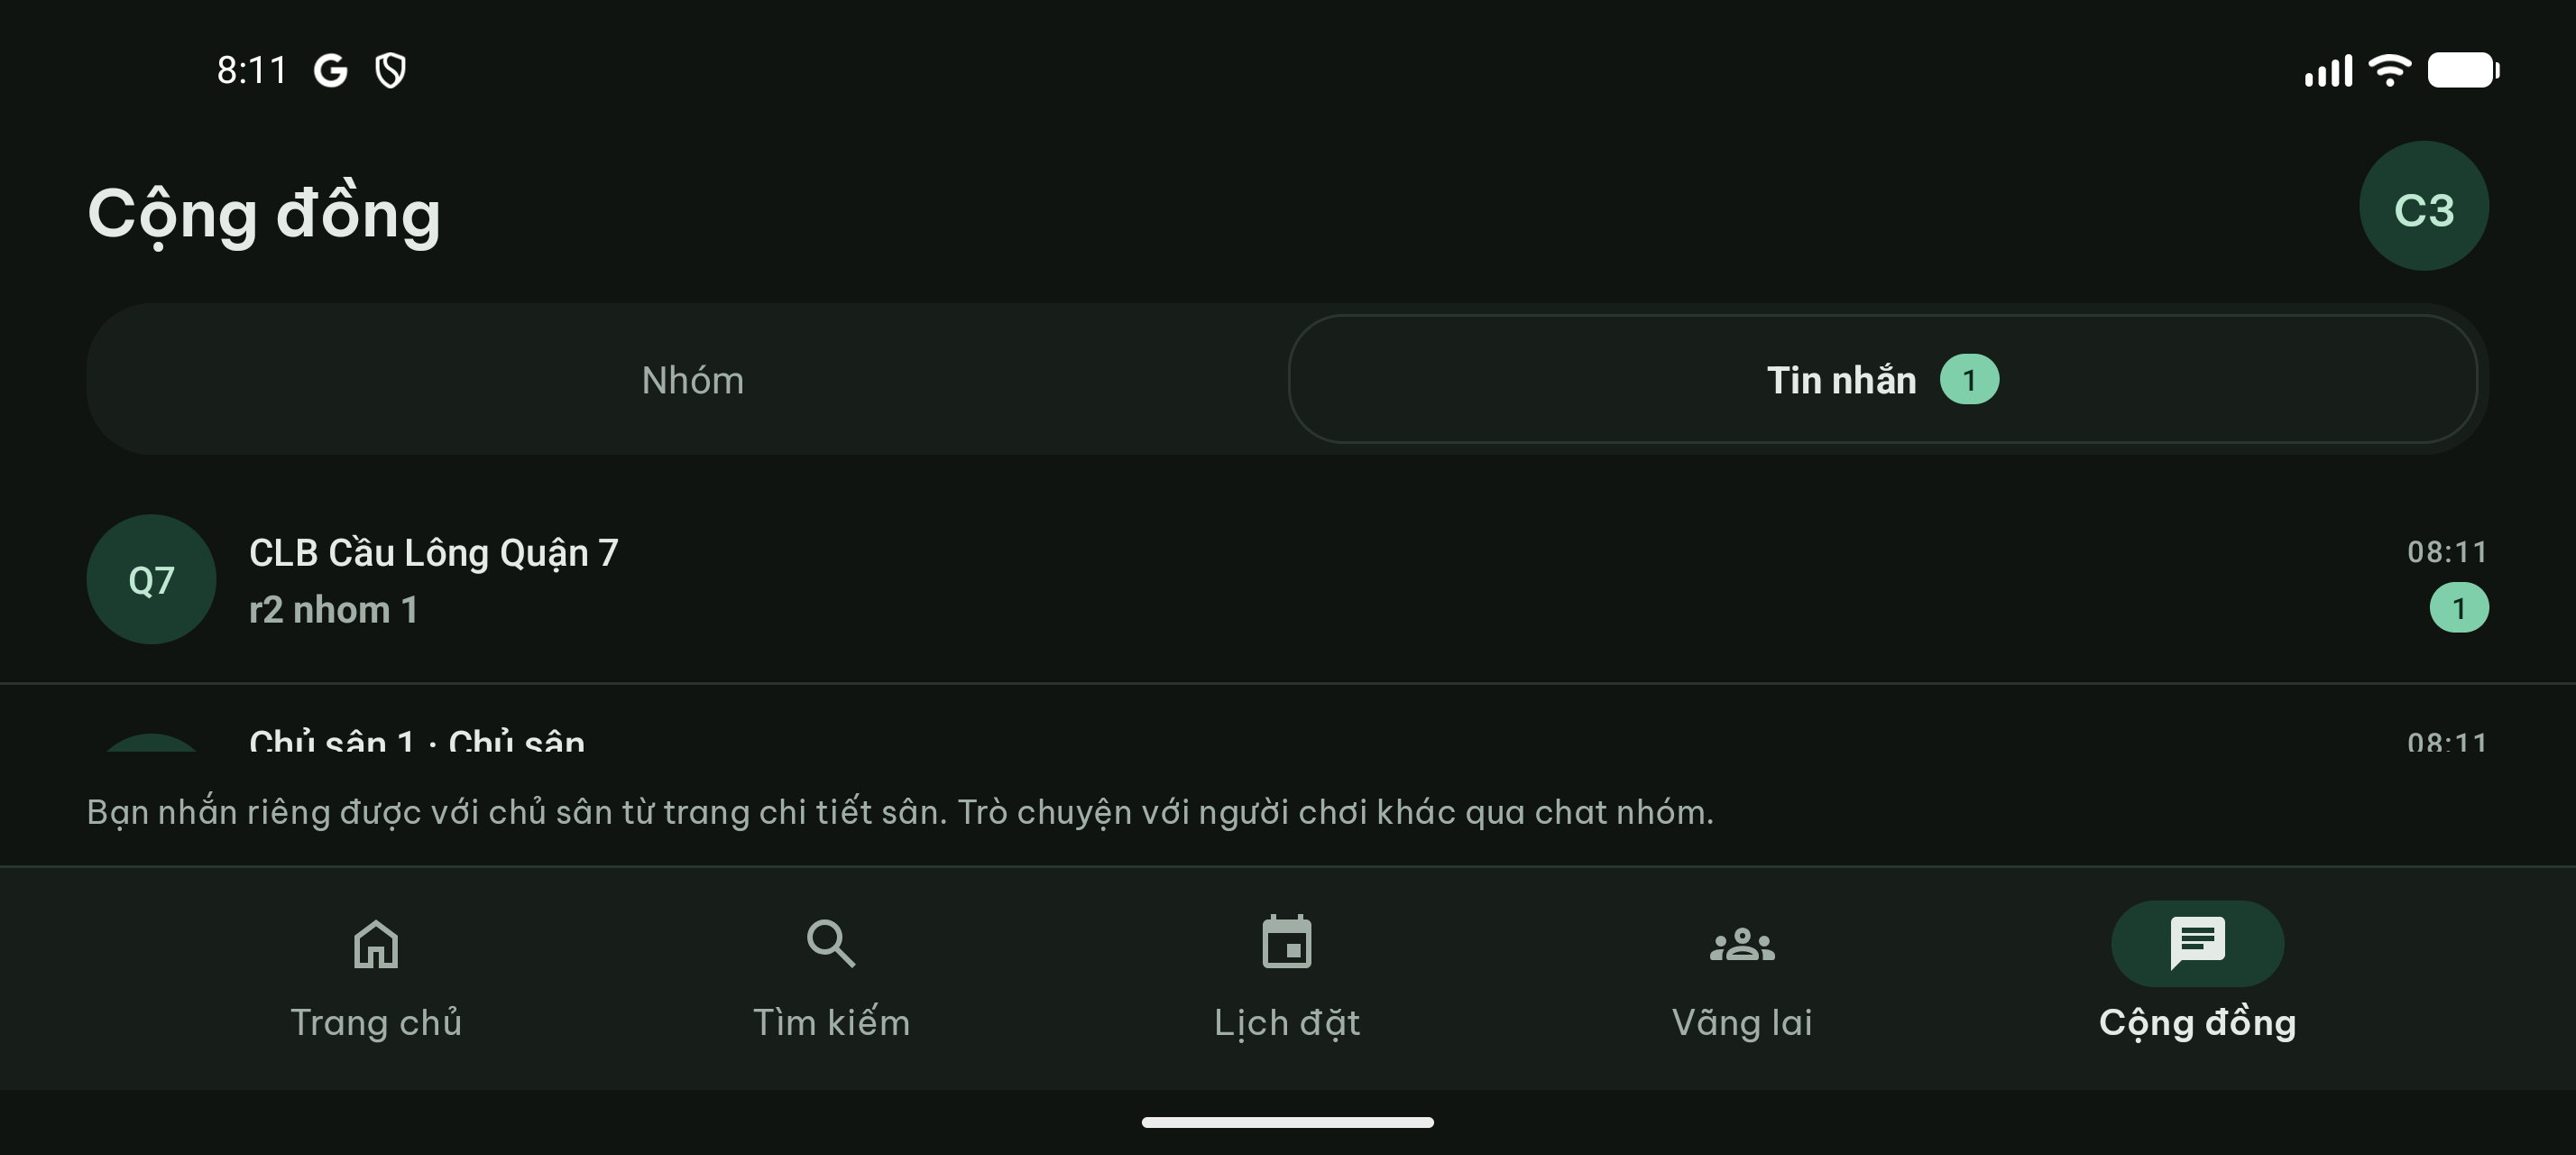 8:11
Cộng đồng
C3
Nhóm
Tin nhắn 1
Q7
CLB Cầu Lông Quận 7
08:11
r2 nhom 1
1
Chủ sân 1 · Chủ sân
08:11
Bạn nhắn riêng được với chủ sân từ trang chi tiết sân. Trò chuyện với người chơi khác qua chat nhóm.
Trang chủ
Tìm kiếm
Lịch đặt
Vãng lai
Cộng đồng